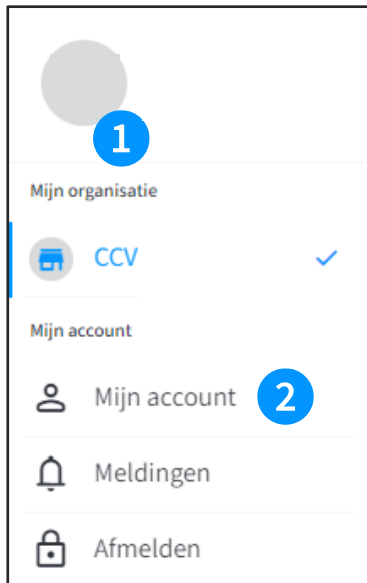 1
Mijn organisatie
CCV
Mijn account
Mijn account 2
Meldingen
Afmelden